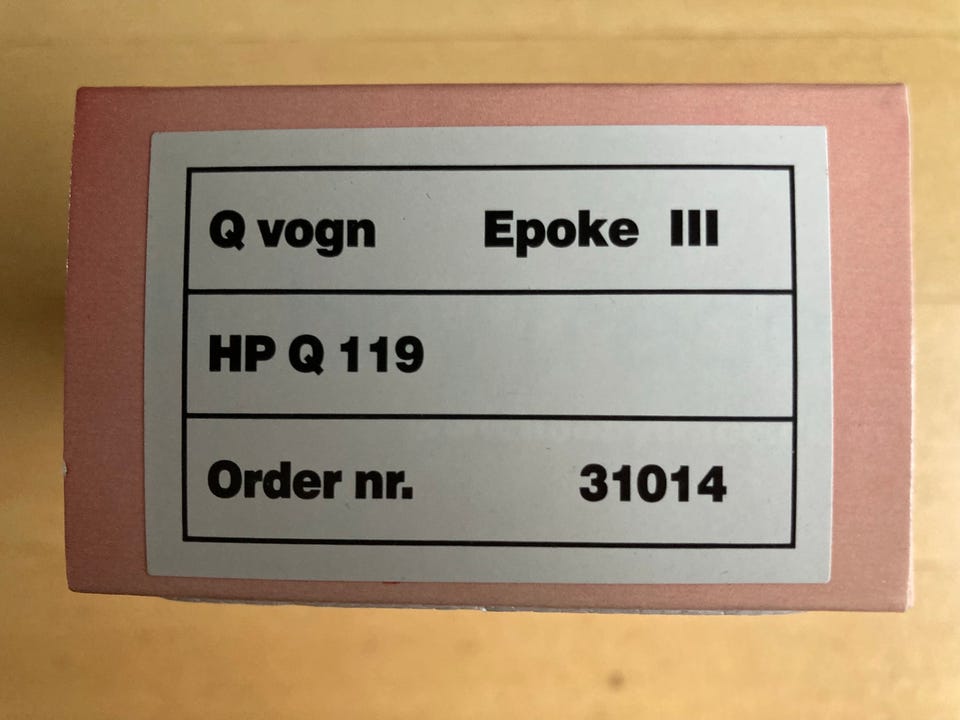 Q vogn Epoke III
HP Q 119
Order nr. 31014